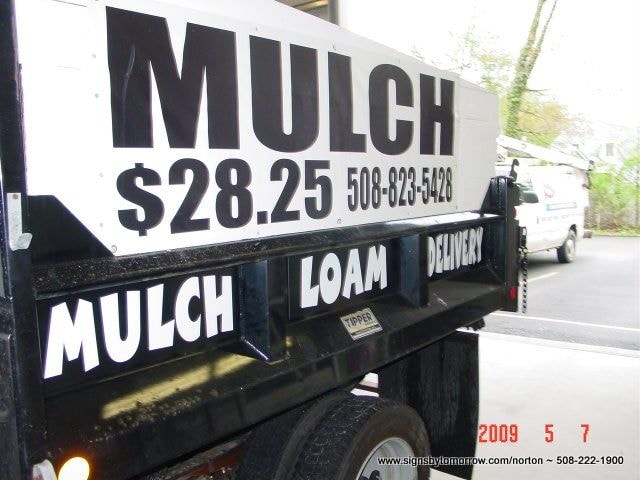 MULCH
$28.25 508-823-5428
MULCH LOAM DELIVERY
TIPPER
2009 5 7
www.signsbytomorrow.com/norton ~ 508-222-1900